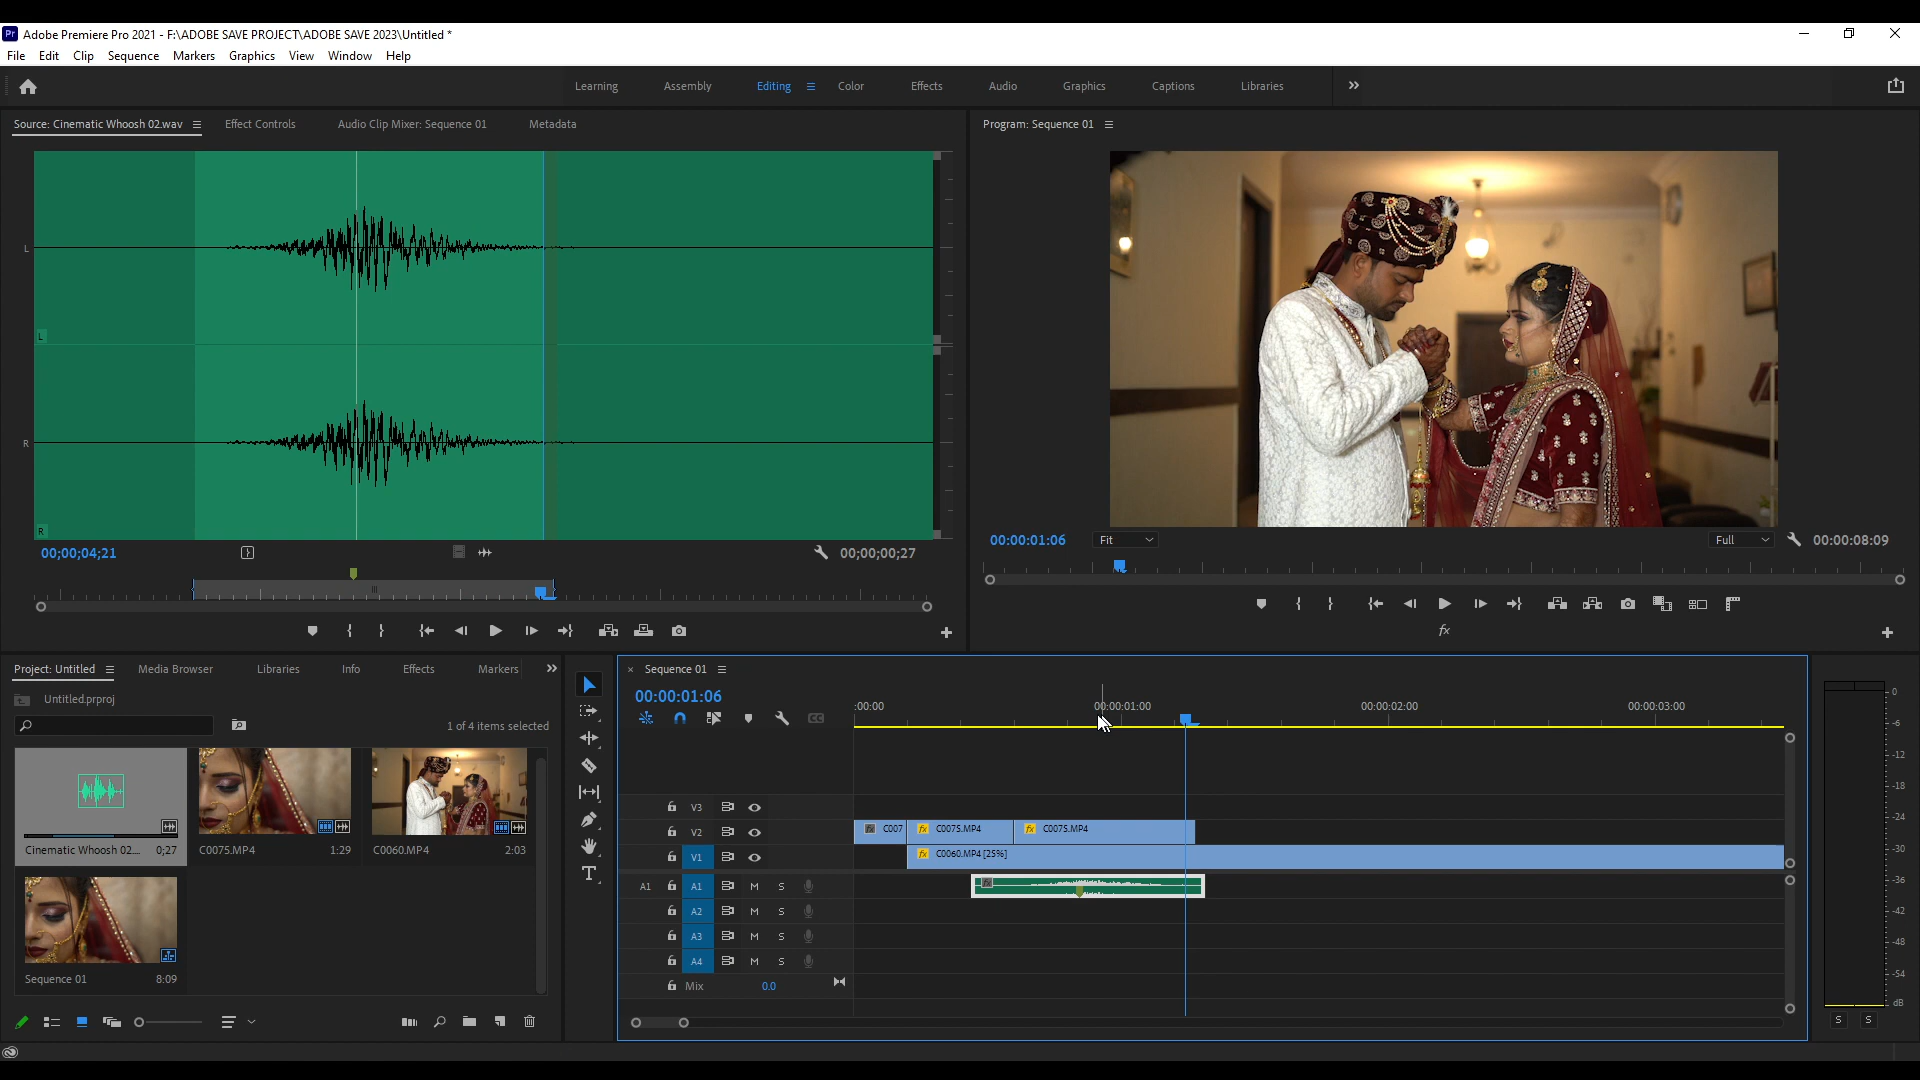 Pr Adobe Premiere Pro 2021 - F:\ADOBE SAVE PROJECT\ADOBE SAVE 2023\Untitled *
File Edit Clip Sequence Markers Graphics View Window Help
Learning Assembly Editing Color Effects Audio Graphics Captions Libraries
Source: Cinematic Whoosh 02.wav Effect Controls Audio Clip Mixer: Sequence 01 Metadata
Program: Sequence 01
L
L
R
R
00;00;04;21 00;00;00;27
00:00:01:06 Fit Full 00:00:08:09
fx
Project: Untitled Media Browser Libraries Info Effects Markers
Untitled.prproj
1 of 4 items selected
Cinematic Whoosh 02... 0;27
C0075.MP4 1:29
C0060.MP4 2:03
Sequence 01 8:09
T
Sequence 01
00:00:01:06
:00:00 00:00:01:00 00:00:02:00 00:00:03:00
V3
V2 fx C007 fx C0075.MP4 fx C0075.MP4
V1 fx C0060.MP4 [25%]
A1 A1 M S fx
A2 M S
A3 M S
A4 M S
Mix 0.0
0
-6
-12
-18
-24
-30
-36
-42
-48
-54
dB
S S